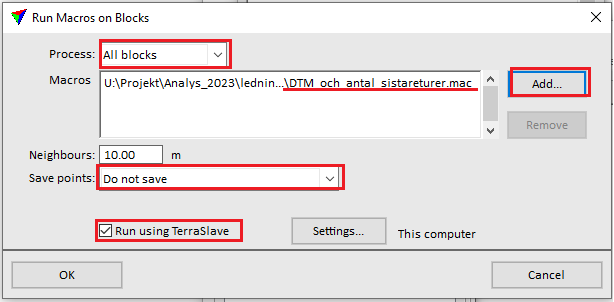 Run Macros on Blocks
Process: All blocks
Macros U:\Projekt\Analys_2023\lednin...\DTM_och_antal_sistareturer.mac
Add...
Remove
Neighbours: 10.00 m
Save points: Do not save
Run using TerraSlave Settings... This computer
OK Cancel